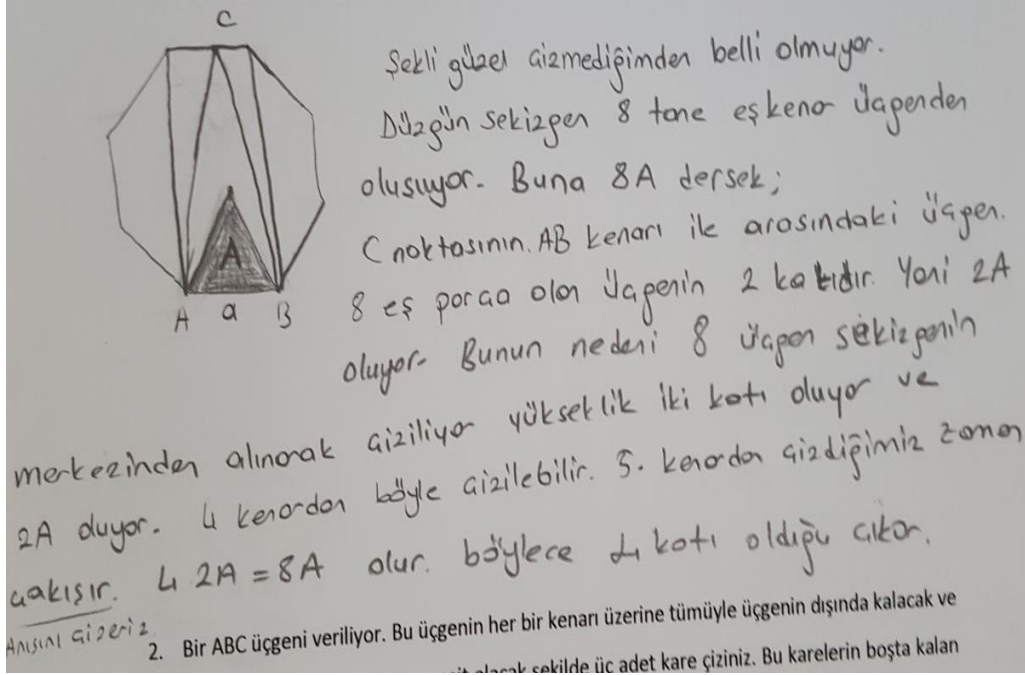 C
Şekli güzel çizmediğimden belli olmuyor.
Düzgün sekizgen 8 tane eşkenar üçgenden
oluşuyor. Buna 8A dersek;
C noktasının. AB kenarı ile arasındaki üçgen.
8 eş parça olan üçgenin 2 katıdır. Yani 2A
A
A a B
oluyor. Bunun nedeni 8 üçgen sekizgenin
merkezinden alınarak çiziliyor yükseklik iki katı oluyor ve
2A oluyor. 4 kenardan böyle çizilebilir. 5. kenardan çizdiğimiz zaman
çakışır. 4 2A = 8A olur. böylece 4 katı olduğu çıkar.
çizeriz
2. Bir ABC üçgeni veriliyor. Bu üçgenin her bir kenarı üzerine tümüyle üçgenin dışında kalacak ve
olacak şekilde üç adet kare çiziniz. Bu karelerin boşta kalan